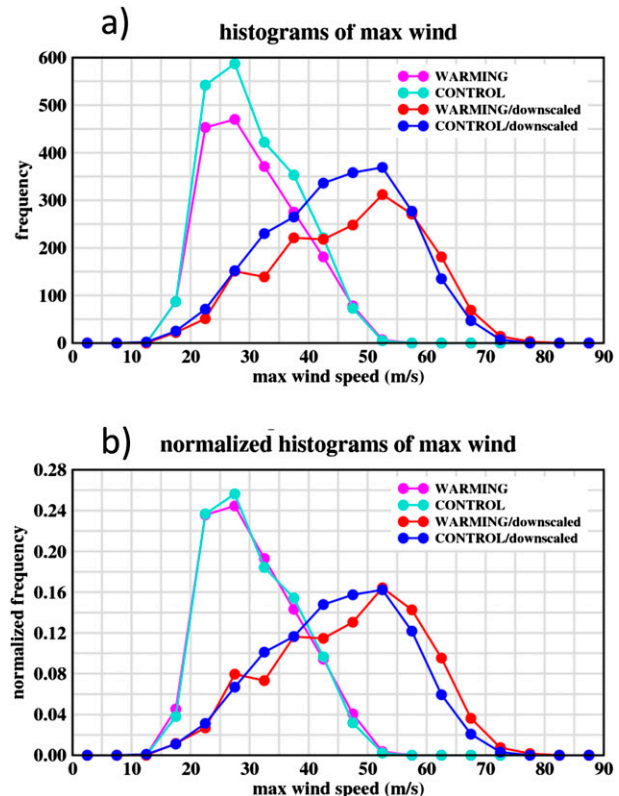 a)
histograms of max wind
600
500
400
300
200
100
0
frequency
WARMING
CONTROL
WARMING/downscaled
CONTROL/downscaled
0 10 20 30 40 50 60 70 80 90
max wind speed (m/s)
b)
normalized histograms of max wind
0.28
0.24
0.20
0.16
0.12
0.08
0.04
0.00
normalized frequency
WARMING
CONTROL
WARMING/downscaled
CONTROL/downscaled
0 10 20 30 40 50 60 70 80 90
max wind speed (m/s)